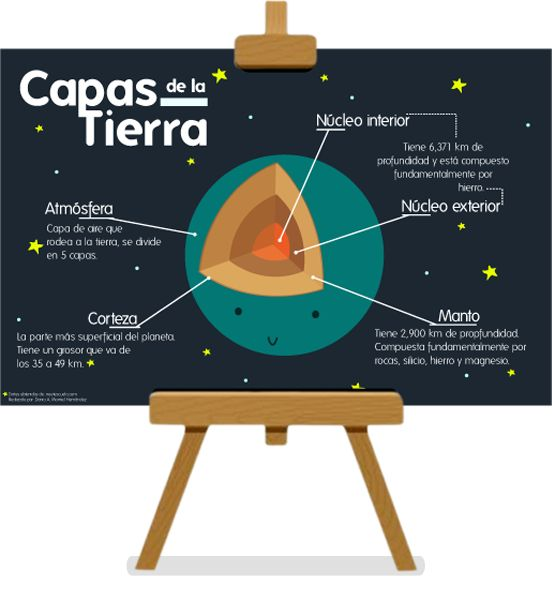 Capas de la
Tierra
Núcleo interior
Tiene 6,371 km de
profundidad y está compuesto
fundamentalmente por
hierro.
Núcleo exterior
Atmósfera
Capa de aire que
rodea a la tierra, se divide
en 5 capas.
Corteza
La parte más superficial del planeta.
Tiene un grosor que va de
los 35 a 49 km.
Manto
Tiene 2,900 km de propfundidad.
Compuesta fundamentalmente por
rocas, silicio, hierro y magnesio.